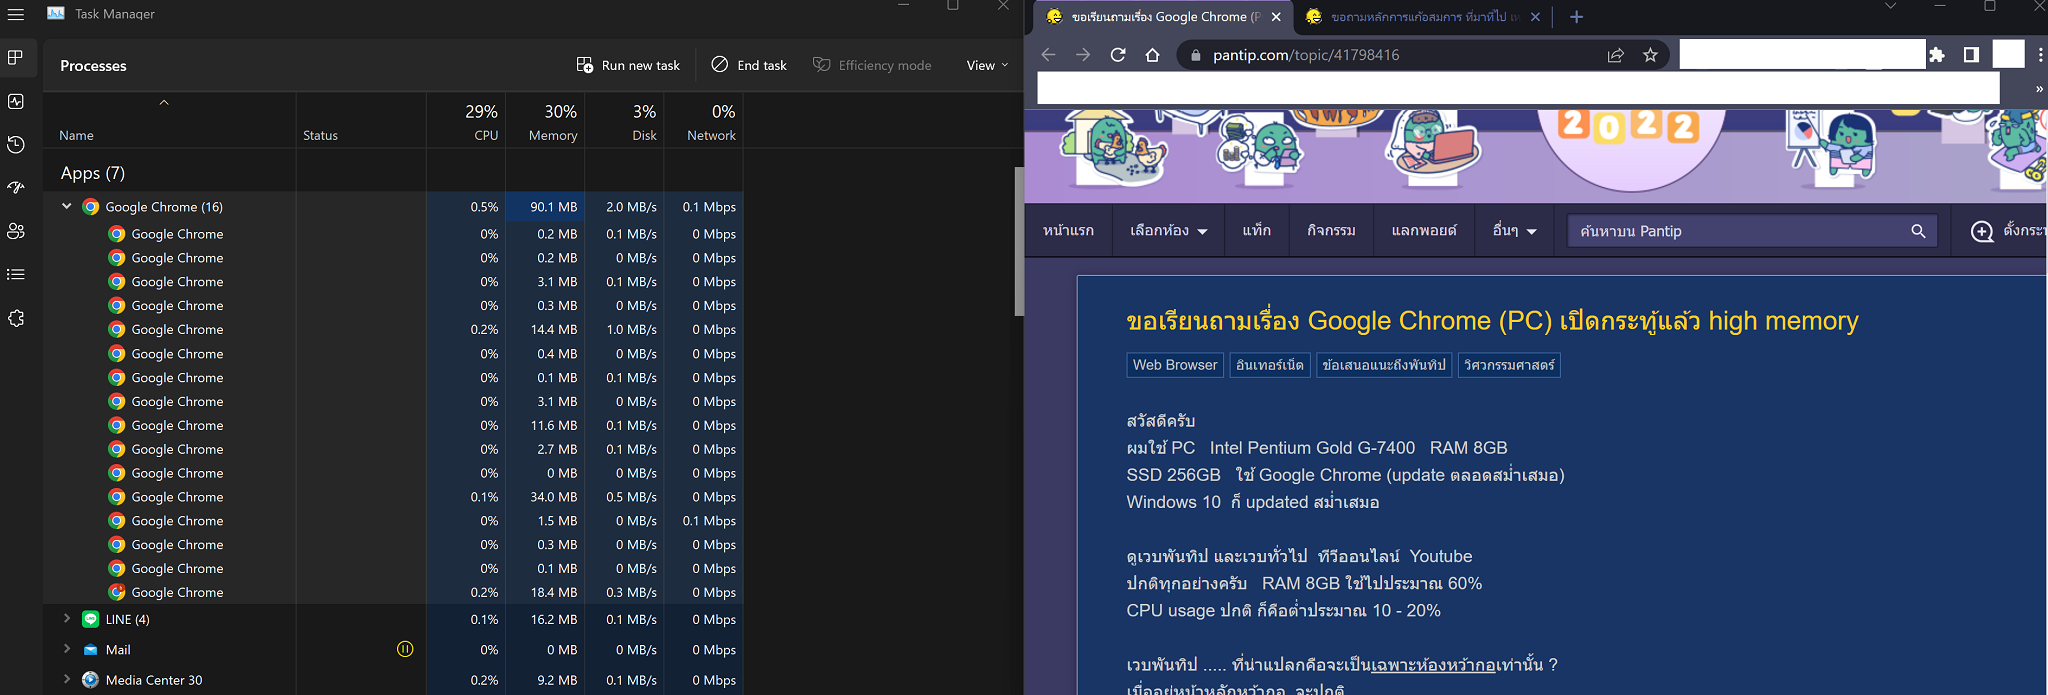 Task Manager
Processes
Run new task
End task
Efficiency mode
View
29% 30% 3% 0%
Name Status CPU Memory Disk Network
Apps (7)
Google Chrome (16) 0.5% 90.1 MB 2.0 MB/s 0.1 Mbps
Google Chrome 0% 0.2 MB 0.1 MB/s 0 Mbps
Google Chrome 0% 0.2 MB 0 MB/s 0 Mbps
Google Chrome 0% 3.1 MB 0.1 MB/s 0 Mbps
Google Chrome 0% 0.3 MB 0 MB/s 0 Mbps
Google Chrome 0.2% 14.4 MB 1.0 MB/s 0 Mbps
Google Chrome 0% 0.4 MB 0 MB/s 0 Mbps
Google Chrome 0% 0.1 MB 0.1 MB/s 0 Mbps
Google Chrome 0% 3.1 MB 0 MB/s 0 Mbps
Google Chrome 0% 11.6 MB 0.1 MB/s 0 Mbps
Google Chrome 0% 2.7 MB 0.1 MB/s 0 Mbps
Google Chrome 0% 0 MB 0 MB/s 0 Mbps
Google Chrome 0.1% 34.0 MB 0.5 MB/s 0 Mbps
Google Chrome 0% 1.5 MB 0 MB/s 0.1 Mbps
Google Chrome 0% 0.3 MB 0 MB/s 0 Mbps
Google Chrome 0% 0.1 MB 0 MB/s 0 Mbps
Google Chrome 0.2% 18.4 MB 0.3 MB/s 0 Mbps
LINE (4) 0.1% 16.2 MB 0.1 MB/s 0 Mbps
Mail 0% 0 MB 0 MB/s 0 Mbps
Media Center 30 0.2% 9.2 MB 0.1 MB/s 0 Mbps
ขอเรียนถามเรื่อง Google Chrome (P
ขอถามหลักการแก้อสมการ ที่มาที่ไป
pantip.com/topic/41798416
2022
หน้าแรก เลือกห้อง แท็ก กิจกรรม แลกพอยต์ อื่นๆ ค้นหาบน Pantip ตั้งกระ
ขอเรียนถามเรื่อง Google Chrome (PC) เปิดกระทู้แล้ว high memory
Web Browser อินเทอร์เน็ต ข้อเสนอแนะถึงพันทิป วิศวกรรมศาสตร์
สวัสดีครับ
ผมใช้ PC Intel Pentium Gold G-7400 RAM 8GB
SSD 256GB ใช้ Google Chrome (update ตลอดสม่ำเสมอ)
Windows 10 ก็ updated สม่ำเสมอ
ดูเวบพันทิป และเวบทั่วไป ทีวีออนไลน์ Youtube
ปกติทุกอย่างครับ RAM 8GB ใช้ไปประมาณ 60%
CPU usage ปกติ ก็คือต่ำประมาณ 10 - 20%
เวบพันทิป ..... ที่น่าแปลกคือจะเป็นเฉพาะห้องหว้ากอเท่านั้น ?
เมื่ออยู่หน้าหลักหว้ากอ จะปกติ